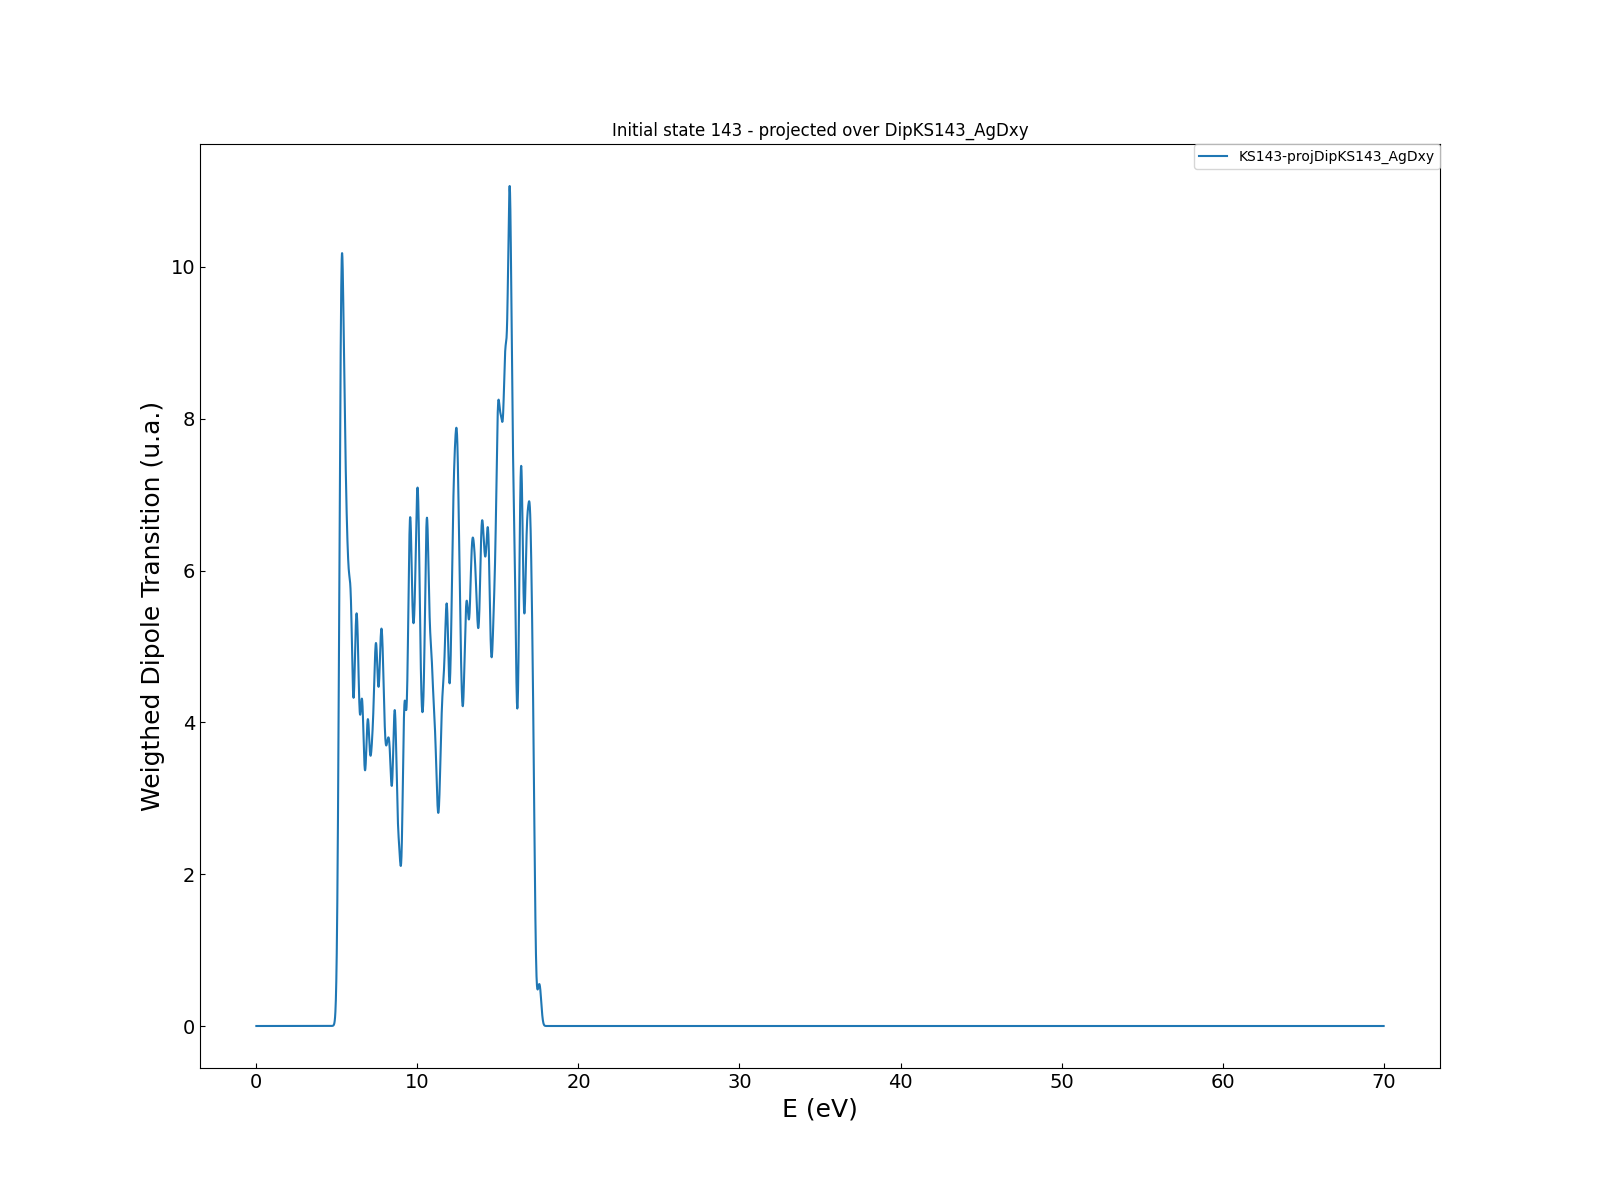 Initial state 143 - projected over DipKS143_AgDxy
KS143-projDipKS143_AgDxy
Weigthed Dipole Transition (u.a.)
10
8
6
4
2
0
0 10 20 30 40 50 60 70
E (eV)